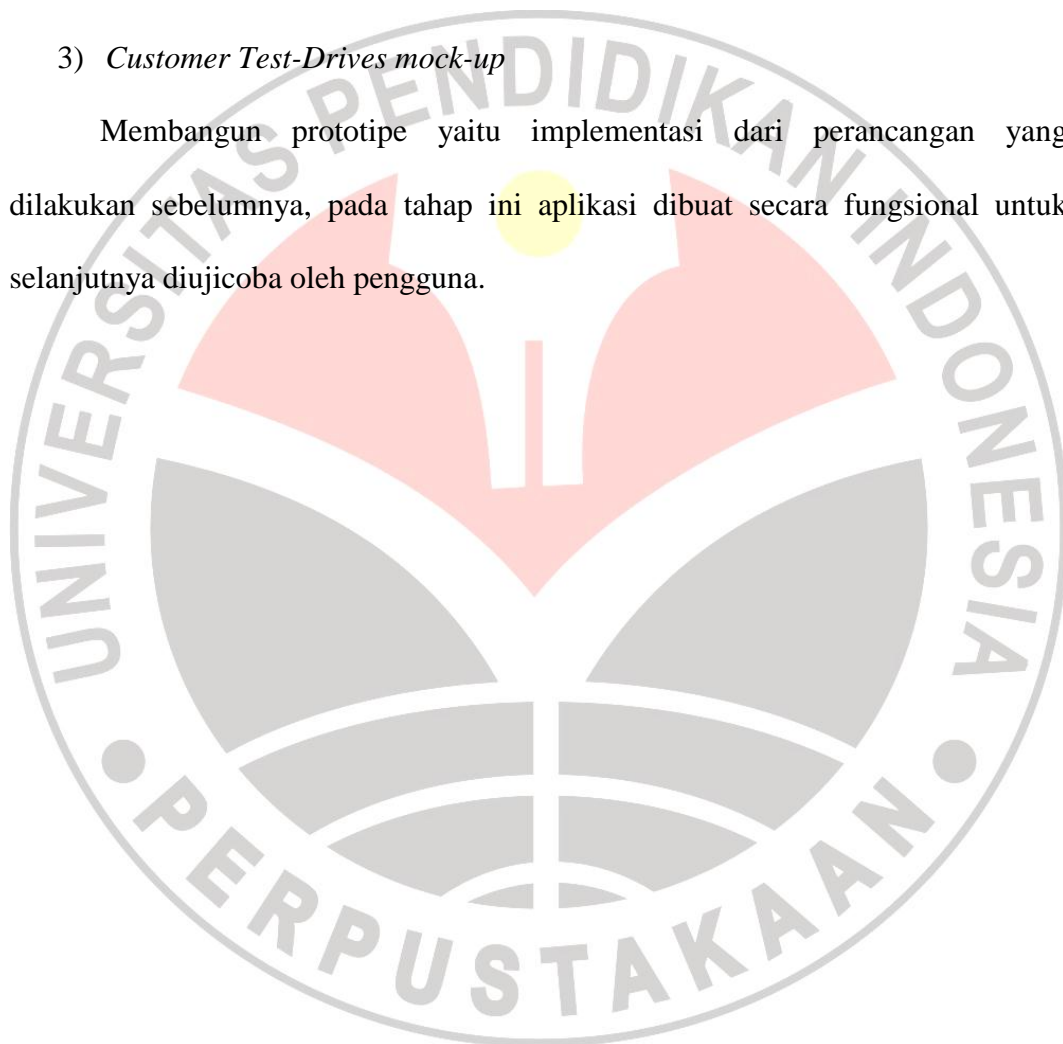 3) Customer Test-Drives mock-up
Membangun prototipe yaitu implementasi dari perancangan yang
dilakukan sebelumnya, pada tahap ini aplikasi dibuat secara fungsional untuk
selanjutnya diujicoba oleh pengguna.
UNIVERSITAS PENDIDIKAN INDONESIA
PERPUSTAKAAN